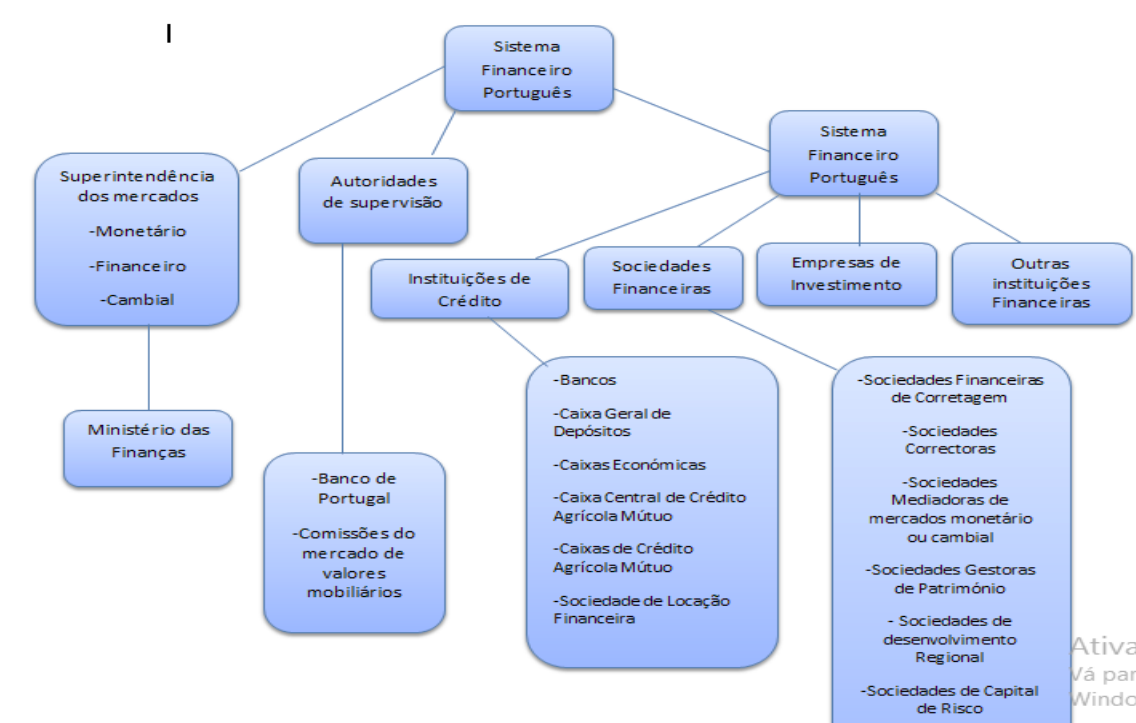 I
Sistema
Financeiro
Português
Sistema
Financeiro
Português
Superintendência
dos mercados
-Monetário
-Financeiro
-Cambial
Autoridades
de supervisão
Instituições de
Crédito
Sociedades
Financeiras
Empresas de
Investimento
Outras
instituições
Financeiras
Ministério das
Finanças
-Banco de
Portugal
-Comissões do
mercado de
valores
mobiliários
-Bancos
-Caixa Geral de
Depósitos
-Caixas Económicas
-Caixa Central de Crédito
Agrícola Mútuo
-Caixas de Crédito
Agrícola Mútuo
-Sociedade de Locação
Financeira
-Sociedades Financeiras
de Corretagem
-Sociedades
Correctoras
-Sociedades
Mediadoras de
mercados monetário
ou cambial
-Sociedades Gestoras
de Património
- Sociedades de
desenvolvimento
Regional
-Sociedades de Capital
de Risco
Ativa
Vá par
Windo